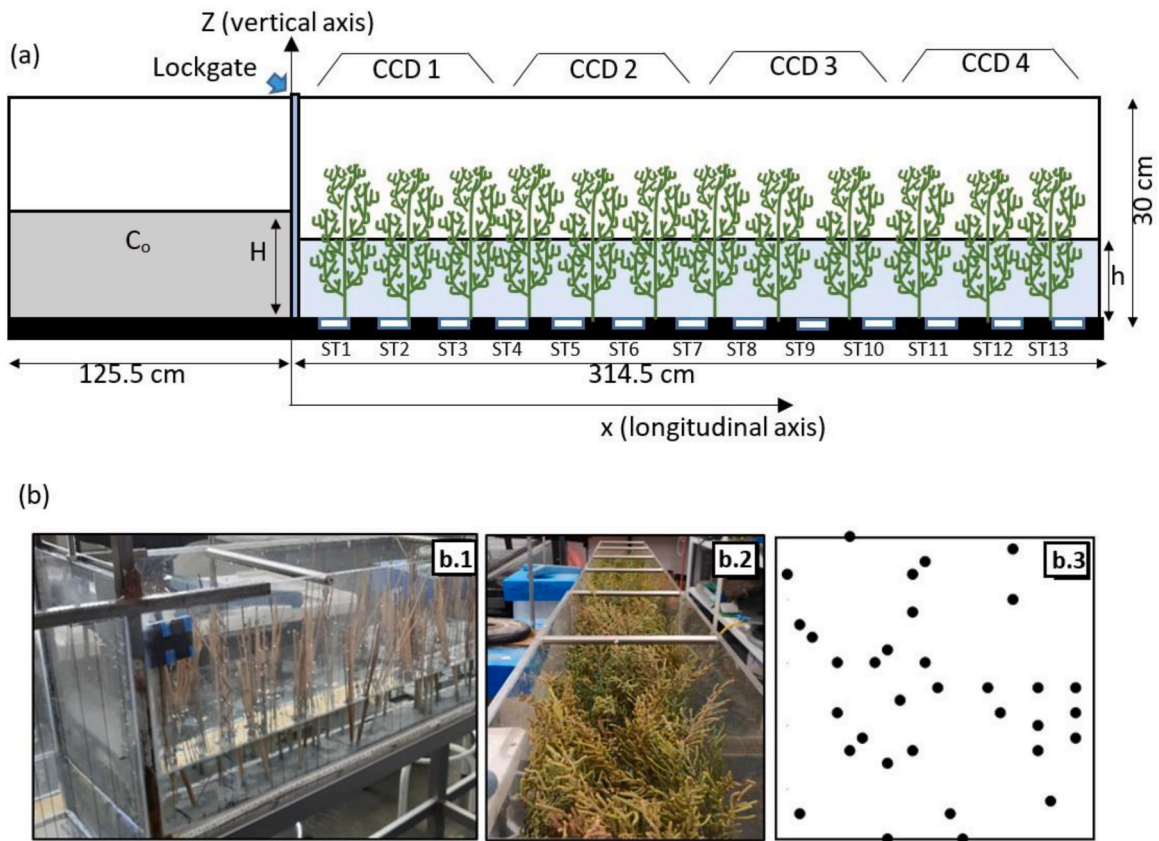 Z (vertical axis)
(a)
Lockgate
CCD 1
CCD 2
CCD 3
CCD 4
C₀
H
h
30 cm
ST1 ST2 ST3 ST4 ST5 ST6 ST7 ST8 ST9 ST10 ST11 ST12 ST13
125.5 cm
314.5 cm
x (longitudinal axis)
(b)
b.1
b.2
b.3